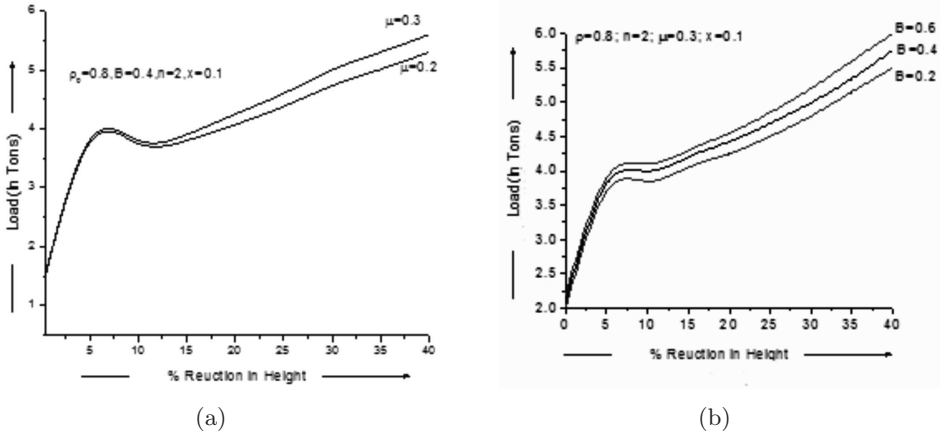 6
5
4
3
2
1
Load(in Tons)
ρ₀=0.8,B=0.4,n=2,x=0.1
μ=0.3
μ=0.2
5 10 15 20 25 30 35 40
% Reuction in Height
(a)
6.0
5.5
5.0
4.5
4.0
3.5
3.0
2.5
2.0
Load(in Tons)
ρ=0.8; n=2; μ=0.3; x=0.1
B=0.6
B=0.4
B=0.2
0 5 10 15 20 25 30 35 40
% Reuction in Height
(b)